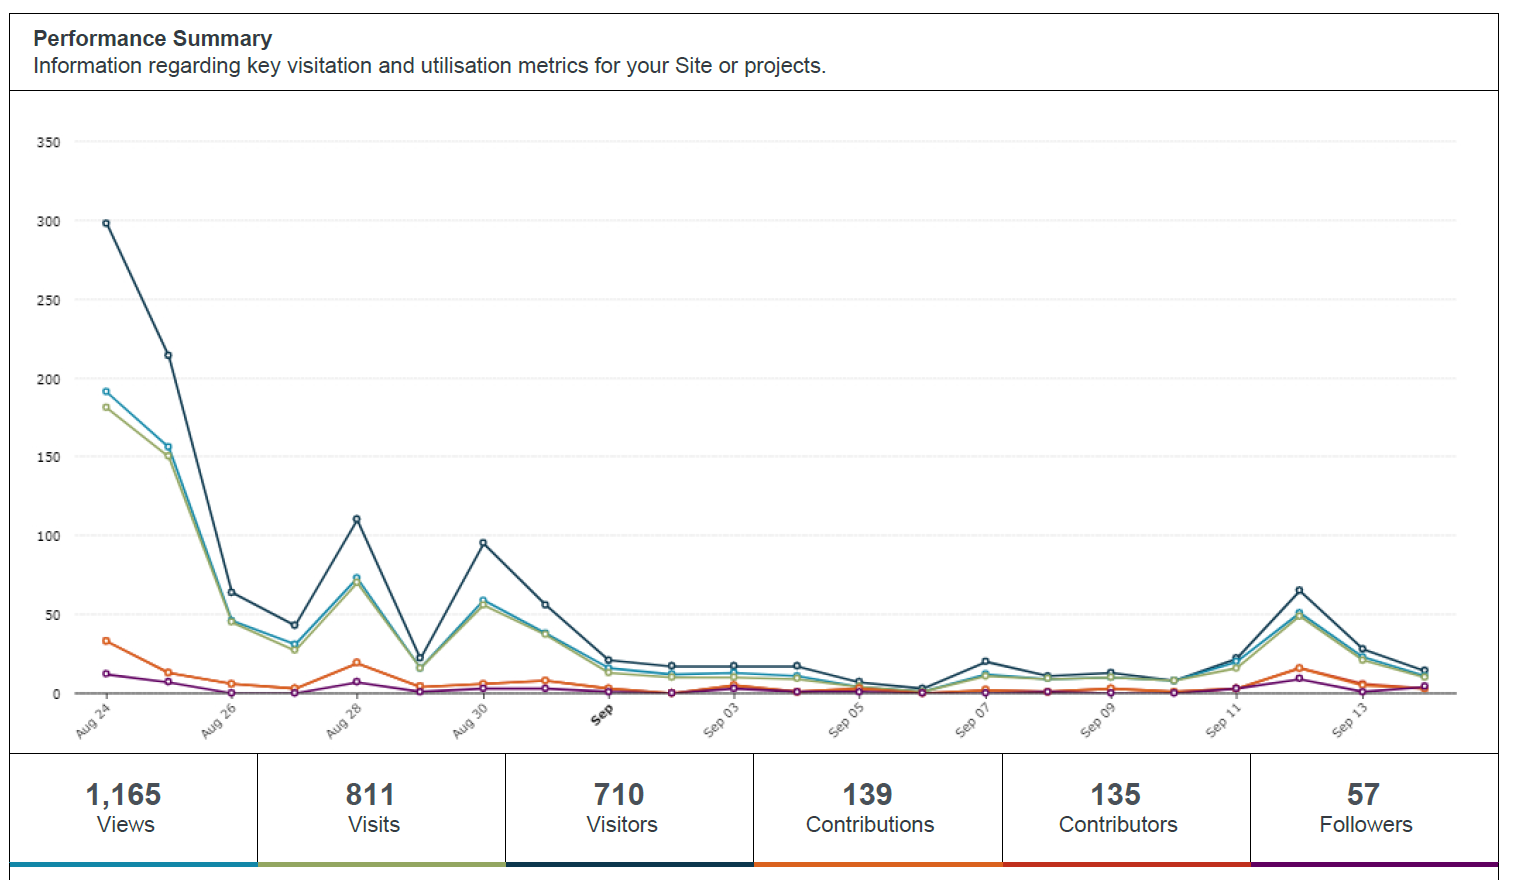 Performance Summary
Information regarding key visitation and utilisation metrics for your Site or projects.
350
300
250
200
150
100
50
0
Aug 24
Aug 26
Aug 28
Aug 30
Sep
Sep 03
Sep 05
Sep 07
Sep 09
Sep 11
Sep 13
1,165
Views
811
Visits
710
Visitors
139
Contributions
135
Contributors
57
Followers